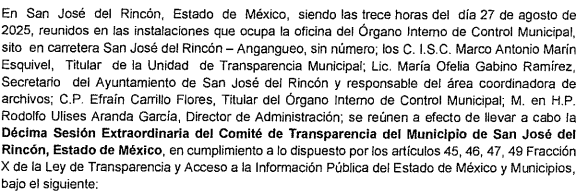 En San José del Rincón, Estado de México, siendo las trece horas del día 27 de agosto de
2025, reunidos en las instalaciones que ocupa la oficina del Órgano Interno de Control Municipal,
sito en carretera San José del Rincón – Angangueo, sin número; los C. I.S.C. Marco Antonio Marín
Esquivel, Titular de la Unidad de Transparencia Municipal; Lic. María Ofelia Gabino Ramírez,
Secretario del Ayuntamiento de San José del Rincón y responsable del área coordinadora de
archivos; C.P. Efraín Carrillo Flores, Titular del Órgano Interno de Control Municipal; M. en H.P.
Rodolfo Ulises Aranda García, Director de Administración; se reúnen a efecto de llevar a cabo la
Décima Sesión Extraordinaria del Comité de Transparencia del Municipio de San José del
Rincón, Estado de México, en cumplimiento a lo dispuesto por los artículos 45, 46, 47, 49 Fracción
X de la Ley de Transparencia y Acceso a la Información Pública del Estado de México y Municipios,
bajo el siguiente: